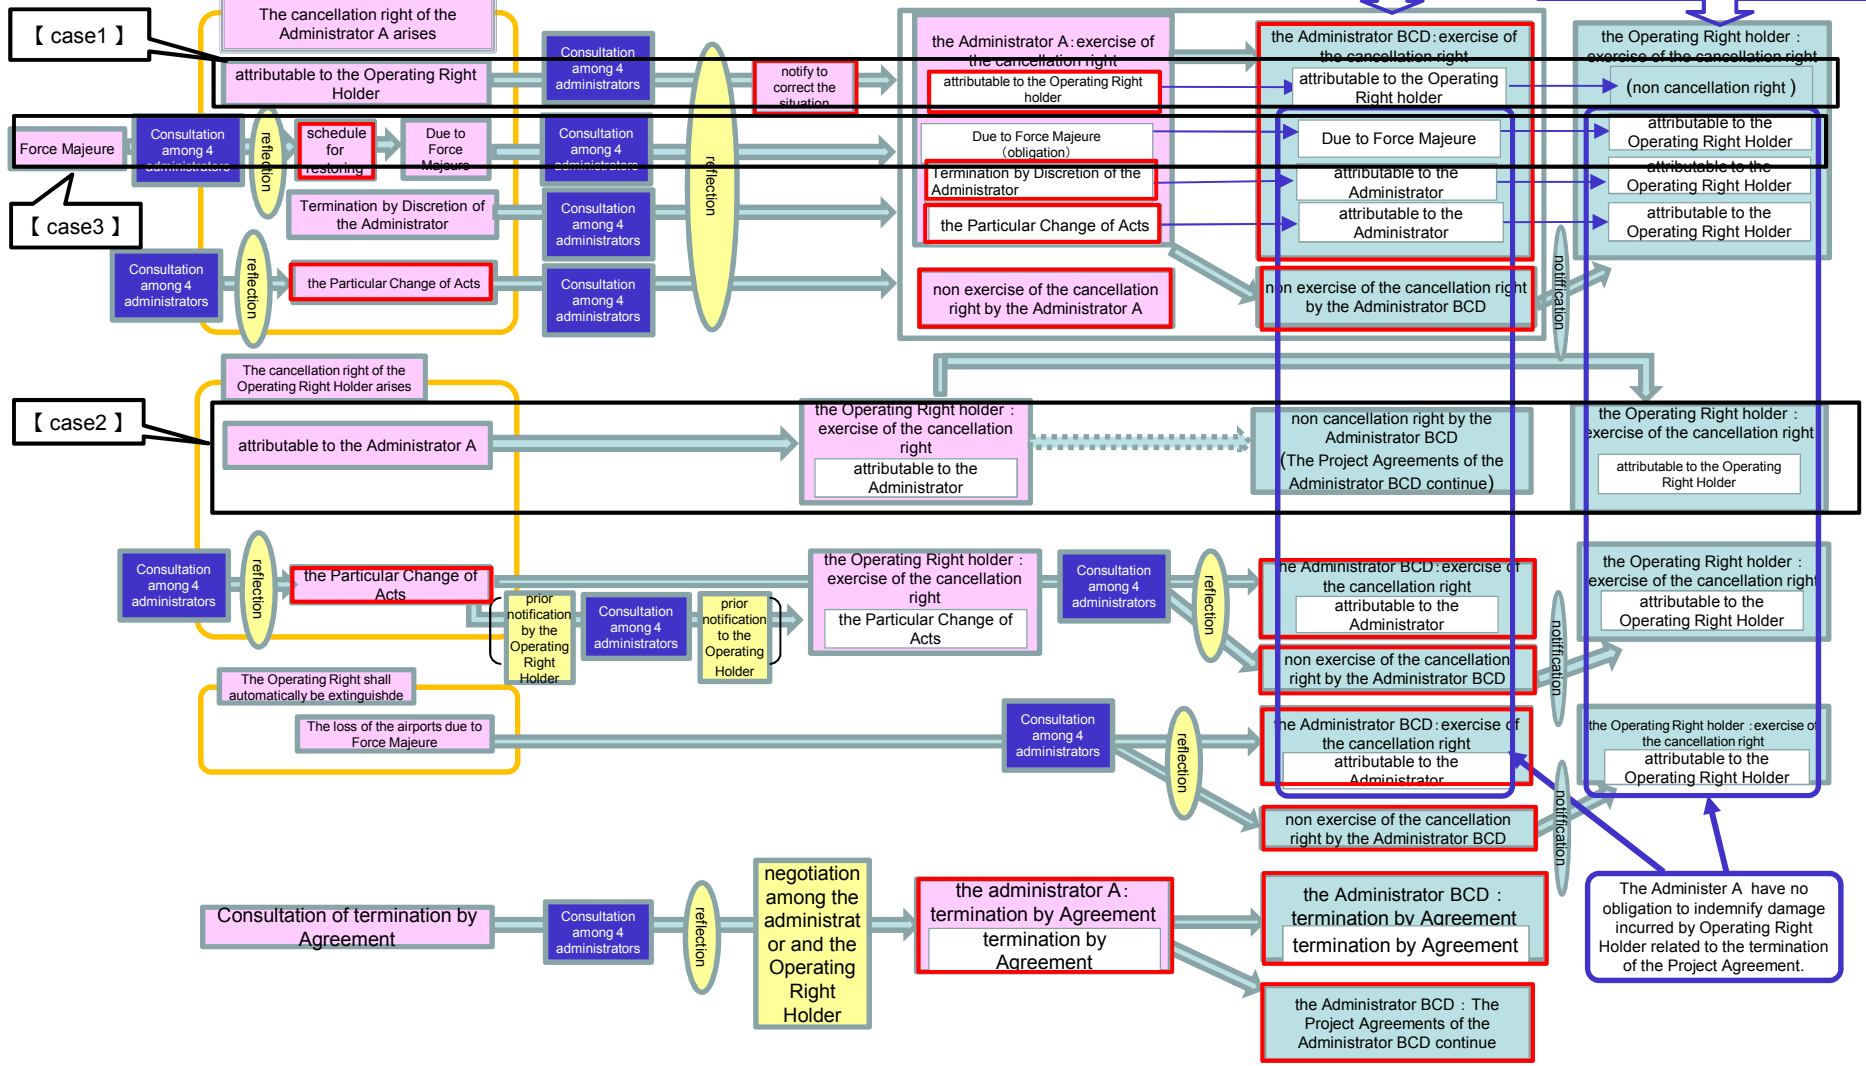 The cancellation right of the
Administrator A arises
【 case1 】
attributable to the Operating Right
Holder
Consultation
among 4
administrators
notify to
correct the
situation
reflection
the Administrator A：exercise of
the cancellation right
attributable to the Operating Right
holder
the Administrator BCD：exercise of
the cancellation right
attributable to the Operating
Right holder
the Operating Right holder：
exercise of the cancellation right
（non cancellation right ）
Force Majeure
Consultation
among 4
administrators
reflection
schedule
for
restoring
Due to
Force
Majeure
Consultation
among 4
administrators
Due to Force Majeure
（obligation）
Due to Force Majeure
attributable to the
Operating Right Holder
【 case3 】
Termination by Discretion of
the Administrator
Consultation
among 4
administrators
Termination by Discretion of the
Administrator
attributable to the
Administrator
attributable to the
Operating Right Holder
the Particular Change of Acts
attributable to the
Administrator
attributable to the
Operating Right Holder
Consultation
among 4
administrators
reflection
the Particular Change of Acts
Consultation
among 4
administrators
non exercise of the cancellation
right by the Administrator A
non exercise of the cancellation right
by the Administrator BCD
notiffication
The cancellation right of the
Operating Right Holder arises
【 case2 】
attributable to the Administrator A
the Operating Right holder：
exercise of the cancellation
right
attributable to the
Administrator
non cancellation right by the
Administrator BCD
（The Project Agreements of the
Administrator BCD continue）
the Operating Right holder：
exercise of the cancellation right
attributable to the Operating
Right Holder
Consultation
among 4
administrators
reflection
the Particular Change of
Acts
prior
notification
by the
Operating
Right
Holder
Consultation
among 4
administrators
prior
notification
to the
Operating
Holder
the Operating Right holder：
exercise of the cancellation
right
the Particular Change of
Acts
Consultation
among 4
administrators
reflection
the Administrator BCD：exercise of
the cancellation right
attributable to the
Administrator
non exercise of the cancellation
right by the Administrator BCD
notiffication
the Operating Right holder：
exercise of the cancellation right
attributable to the
Operating Right Holder
The Operating Right shall
automatically be extinguishde
The loss of the airports due to
Force Majeure
Consultation
among 4
administrators
reflection
the Administrator BCD：exercise of
the cancellation right
attributable to the
Administrator
non exercise of the cancellation
right by the Administrator BCD
notiffication
the Operating Right holder：exercise of
the cancellation right
attributable to the
Operating Right Holder
Consultation of termination by
Agreement
Consultation
among 4
administrators
reflection
negotiation
among the
administrat
or and the
Operating
Right
Holder
the administrator A：
termination by Agreement
termination by
Agreement
the Administrator BCD：
termination by Agreement
termination by Agreement
the Administrator BCD：The
Project Agreements of the
Administrator BCD continue
The Administer A have no
obligation to indemnify damage
incurred by Operating Right
Holder related to the termination
of the Project Agreement.